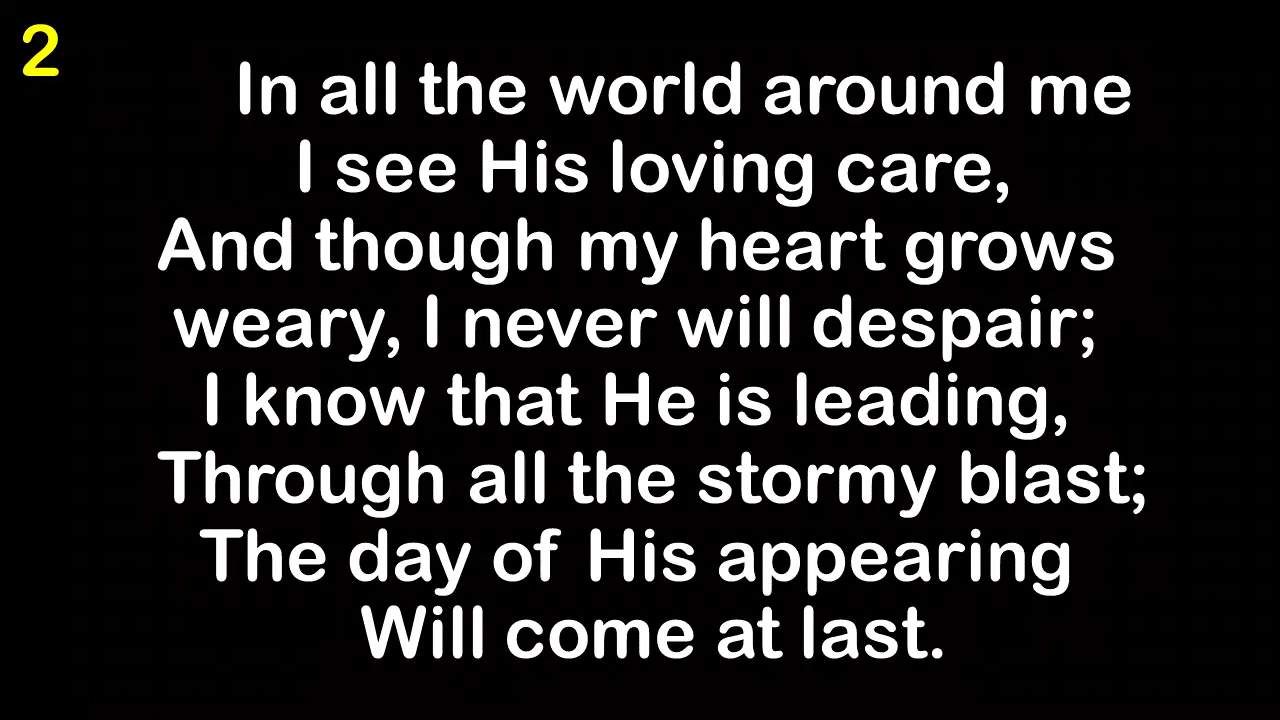 2
In all the world around me
I see His loving care,
And though my heart grows
weary, I never will despair;
I know that He is leading,
Through all the stormy blast;
The day of His appearing
Will come at last.